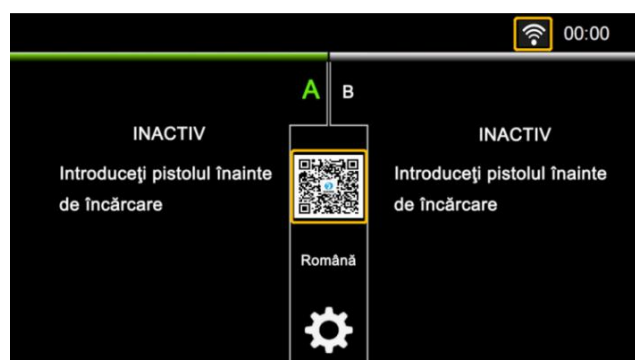 00:00
A B
INACTIV
Introduceţi pistolul înainte
de încărcare
Română
INACTIV
Introduceţi pistolul înainte
de încărcare